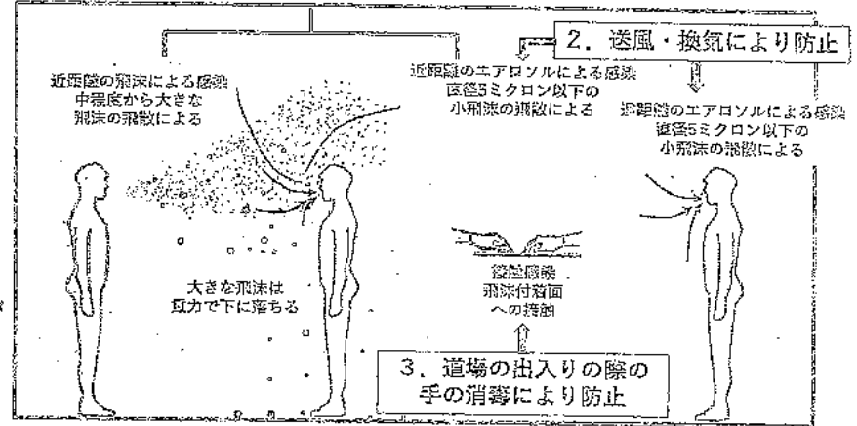 2. 送風・換気により防止
近距離の飛沫による感染
中程度から大きな
飛沫の飛散による
近距離のエアロソルによる感染
直径5ミクロン以下の
小飛沫の飛散による
近距離のエアロソルによる感染
直径5ミクロン以下の
小飛沫の飛散による
大きな飛沫は
重力で下に落ちる
接触感染
飛沫付着面
への接触
3. 道場の出入りの際の
手の消毒により防止